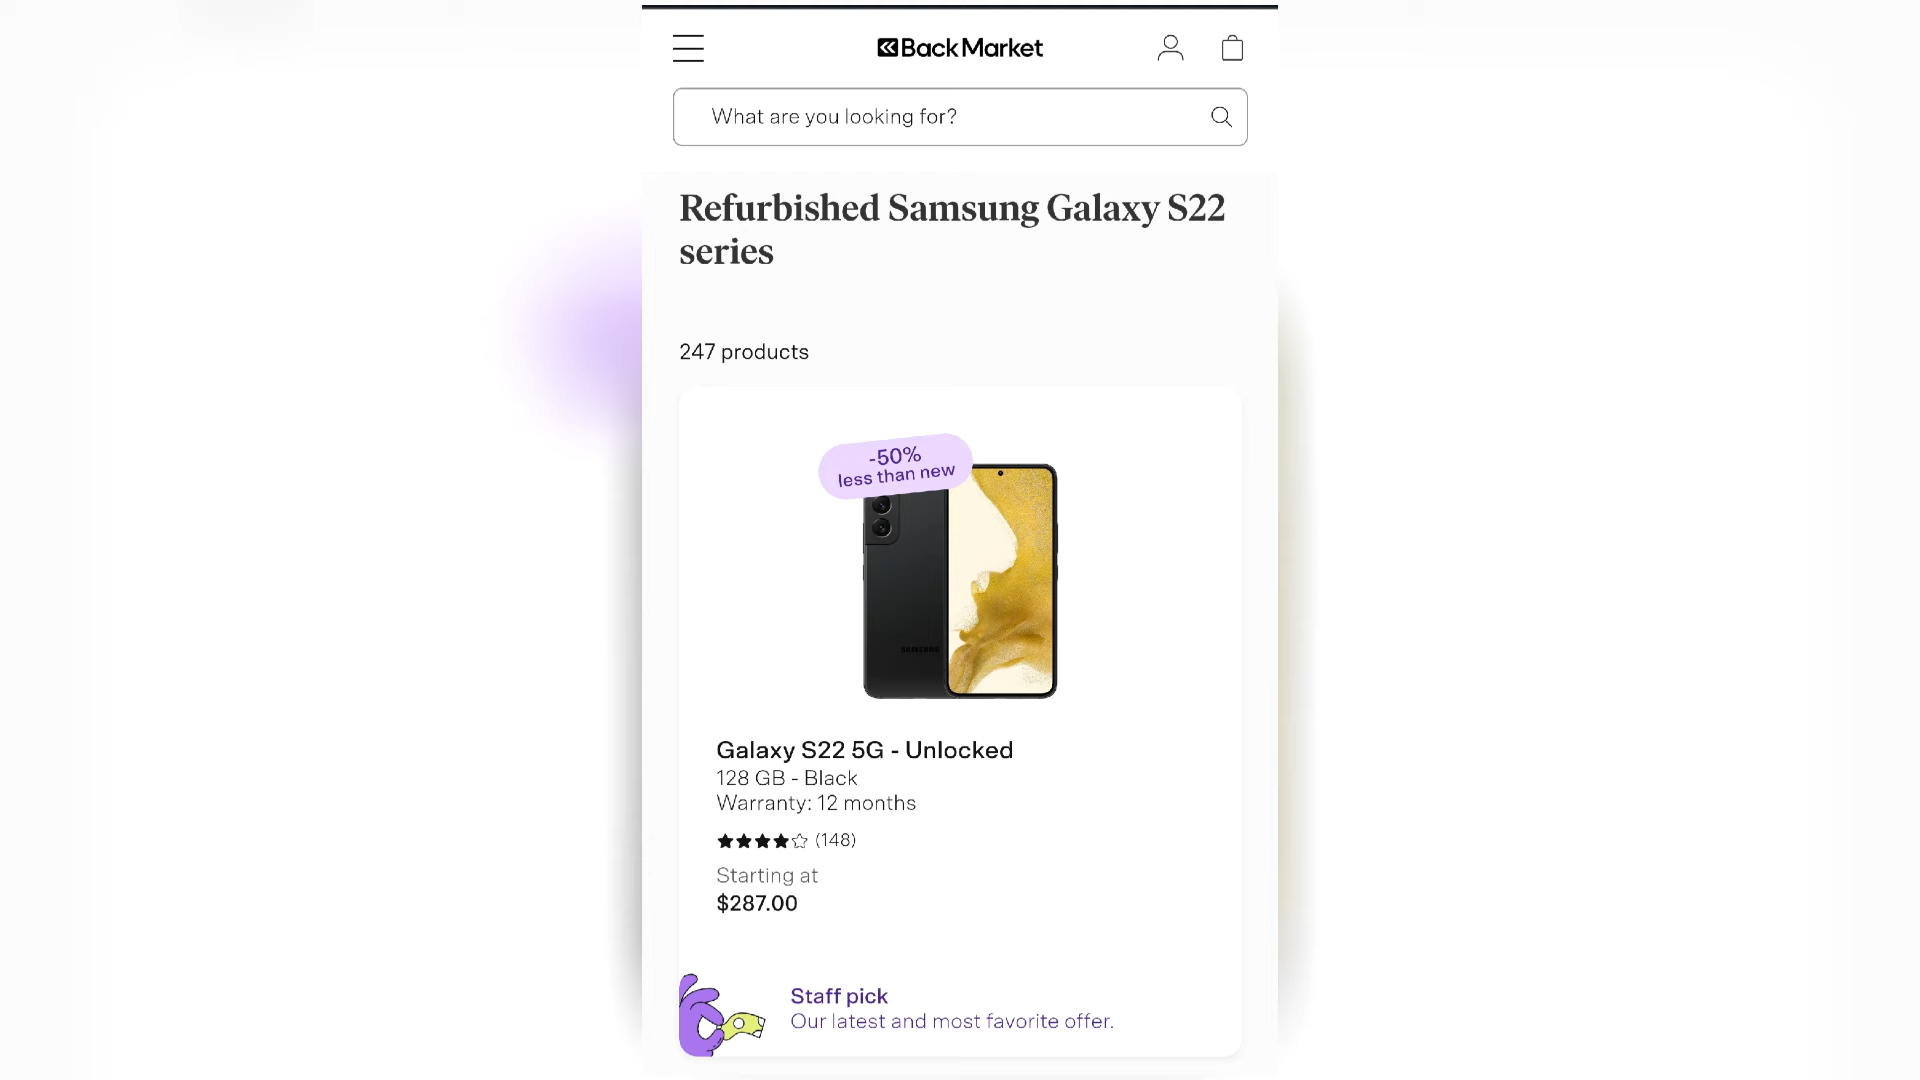 BackMarket
What are you looking for?
Refurbished Samsung Galaxy S22
series
247 products
-50%
less than new
SAMSUNG
Galaxy S22 5G - Unlocked
128 GB - Black
Warranty: 12 months
(148)
Starting at
$287.00
Staff pick
Our latest and most favorite offer.